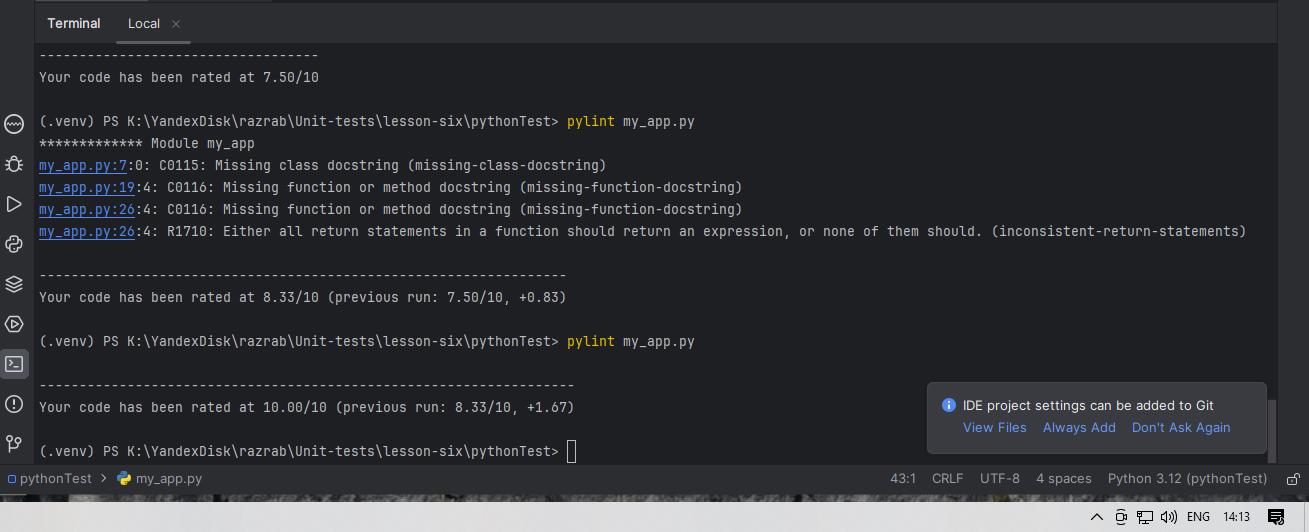 Terminal Local ×
-----------------------------------
Your code has been rated at 7.50/10
(.venv) PS K:\YandexDisk\razrab\Unit-tests\lesson-six\pythonTest> pylint my_app.py
************* Module my_app
my_app.py:7:0: C0115: Missing class docstring (missing-class-docstring)
my_app.py:19:4: C0116: Missing function or method docstring (missing-function-docstring)
my_app.py:26:4: C0116: Missing function or method docstring (missing-function-docstring)
my_app.py:26:4: R1710: Either all return statements in a function should return an expression, or none of them should. (inconsistent-return-statements)
------------------------------------------------------------------
Your code has been rated at 8.33/10 (previous run: 7.50/10, +0.83)
(.venv) PS K:\YandexDisk\razrab\Unit-tests\lesson-six\pythonTest> pylint my_app.py
-------------------------------------------------------------------
Your code has been rated at 10.00/10 (previous run: 8.33/10, +1.67)
(.venv) PS K:\YandexDisk\razrab\Unit-tests\lesson-six\pythonTest>
IDE project settings can be added to Git
View Files Always Add Don't Ask Again
pythonTest > my_app.py 43:1 CRLF UTF-8 4 spaces Python 3.12 (pythonTest)
ENG 14:13